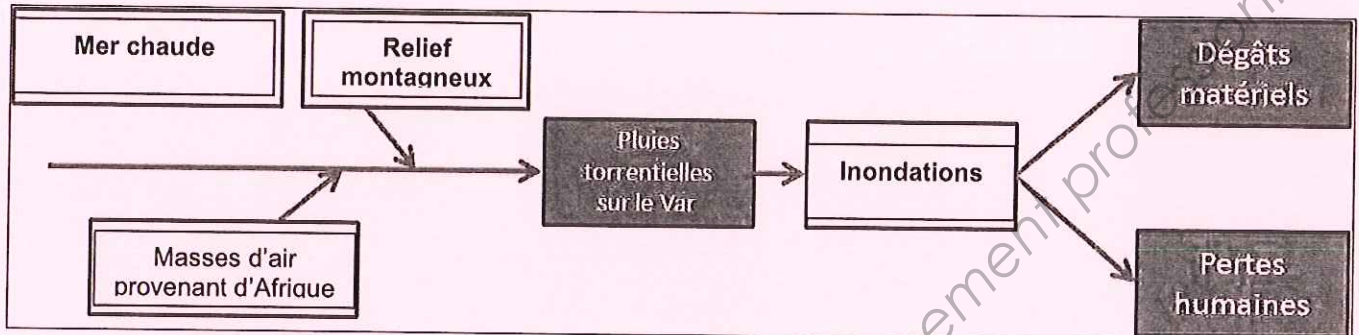 Mer chaude
Relief
montagneux
Pluies
torrentielles
sur le Var
Masses d'air
provenant d'Afrique
Inondations
Dégâts
matériels
Pertes
humaines